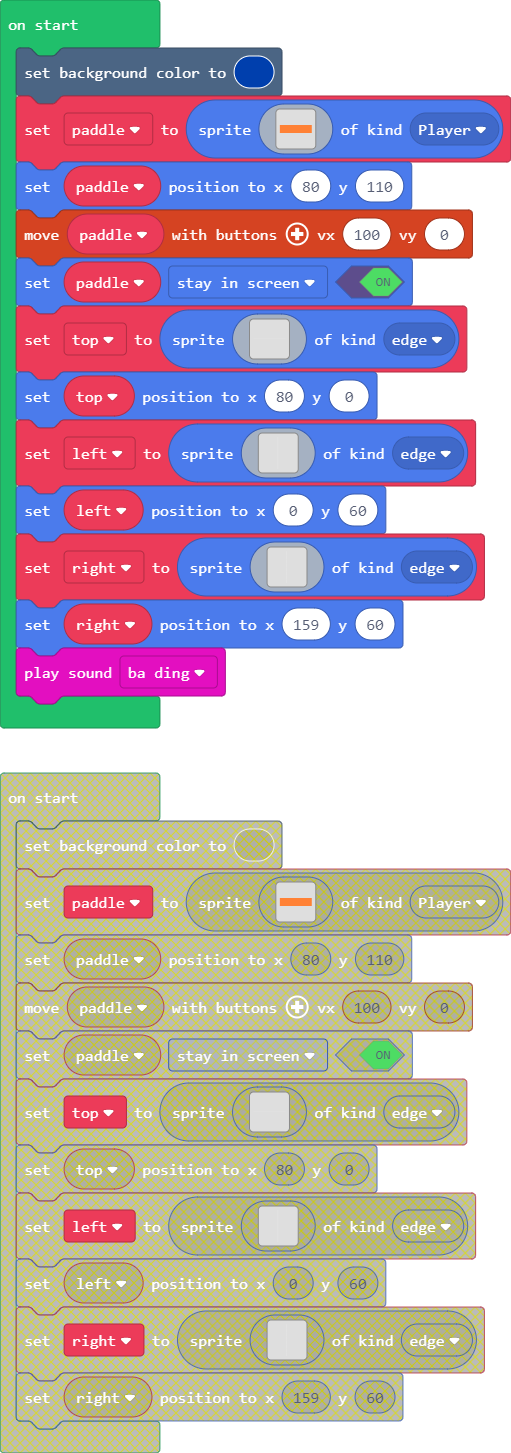 on start
set background color to
set paddle to sprite of kind Player
set paddle position to x 80 y 110
move paddle with buttons vx 100 vy 0
set paddle stay in screen ON
set top to sprite of kind edge
set top position to x 80 y 0
set left to sprite of kind edge
set left position to x 0 y 60
set right to sprite of kind edge
set right position to x 159 y 60
play sound ba ding
on start
set background color to
set paddle to sprite of kind Player
set paddle position to x 80 y 110
move paddle with buttons vx 100 vy 0
set paddle stay in screen ON
set top to sprite of kind edge
set top position to x 80 y 0
set left to sprite of kind edge
set left position to x 0 y 60
set right to sprite of kind edge
set right position to x 159 y 60